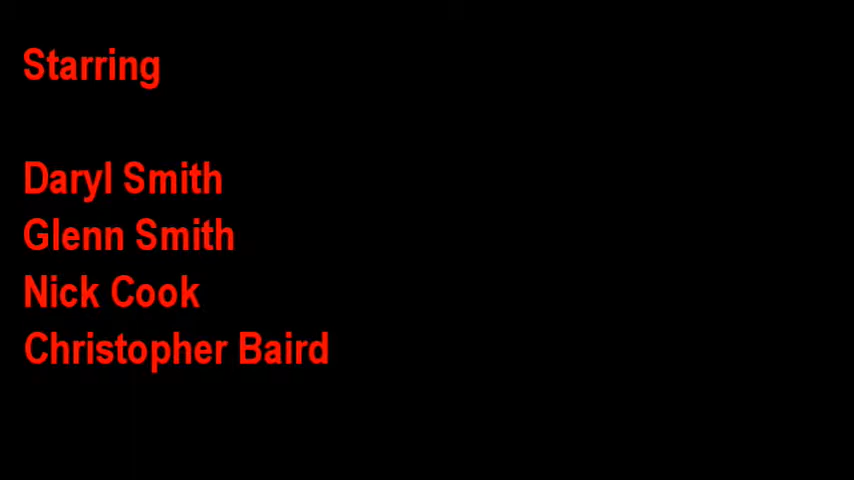 Starring
Daryl Smith
Glenn Smith
Nick Cook
Christopher Baird